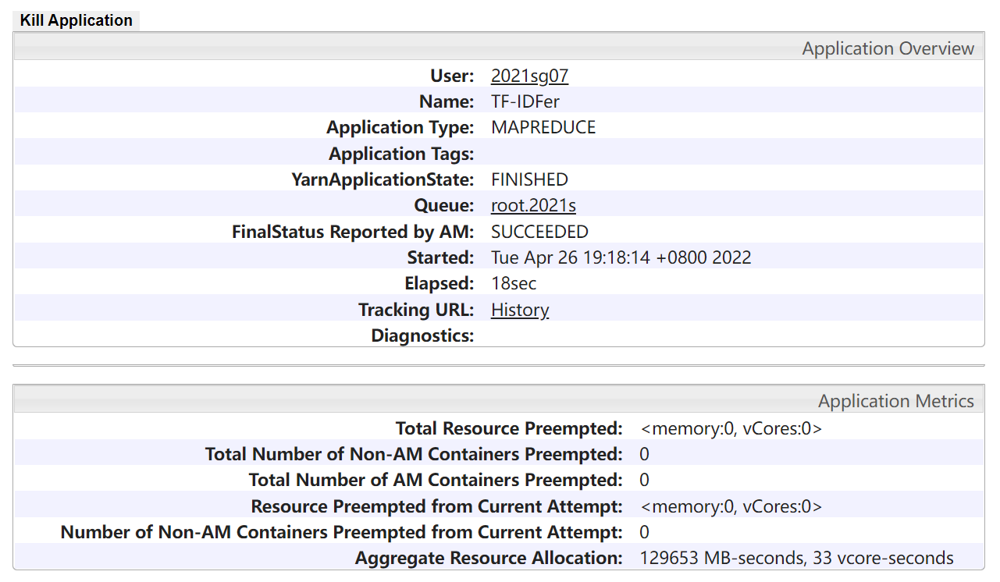 Kill Application
Application Overview
User: 2021sg07
Name: TF-IDFer
Application Type: MAPREDUCE
Application Tags:
YarnApplicationState: FINISHED
Queue: root.2021s
FinalStatus Reported by AM: SUCCEEDED
Started: Tue Apr 26 19:18:14 +0800 2022
Elapsed: 18sec
Tracking URL: History
Diagnostics:
Application Metrics
Total Resource Preempted: <memory:0, vCores:0>
Total Number of Non-AM Containers Preempted: 0
Total Number of AM Containers Preempted: 0
Resource Preempted from Current Attempt: <memory:0, vCores:0>
Number of Non-AM Containers Preempted from Current Attempt: 0
Aggregate Resource Allocation: 129653 MB-seconds, 33 vcore-seconds